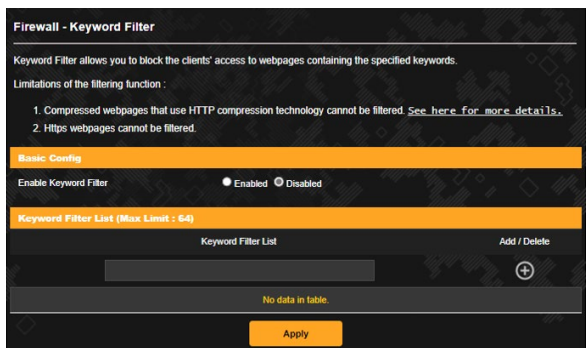 Firewall - Keyword Filter
Keyword Filter allows you to block the clients' access to webpages containing the specified keywords.
Limitations of the filtering function :
1. Compressed webpages that use HTTP compression technology cannot be filtered. See here for more details.
2. Https webpages cannot be filtered.
Basic Config
Enable Keyword Filter Enabled Disabled
Keyword Filter List (Max Limit : 64)
Keyword Filter List Add / Delete
No data in table.
Apply